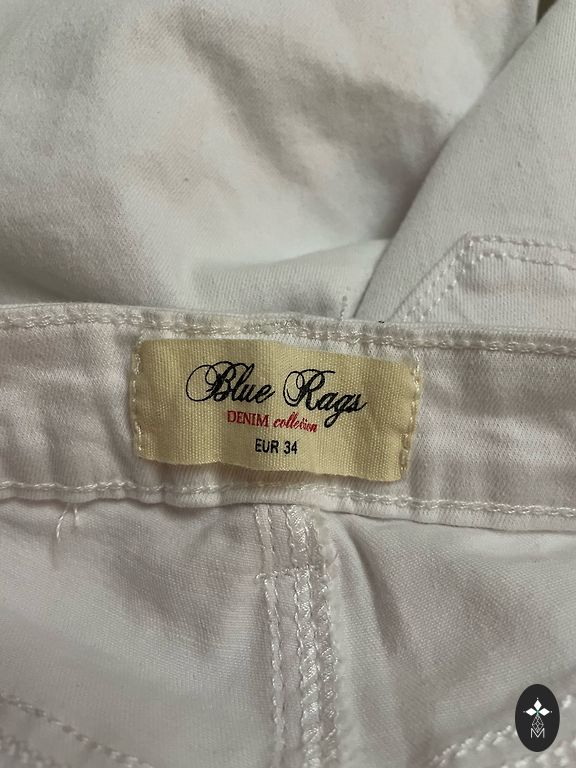 Blue Rags
DENIM collection
EUR 34
M